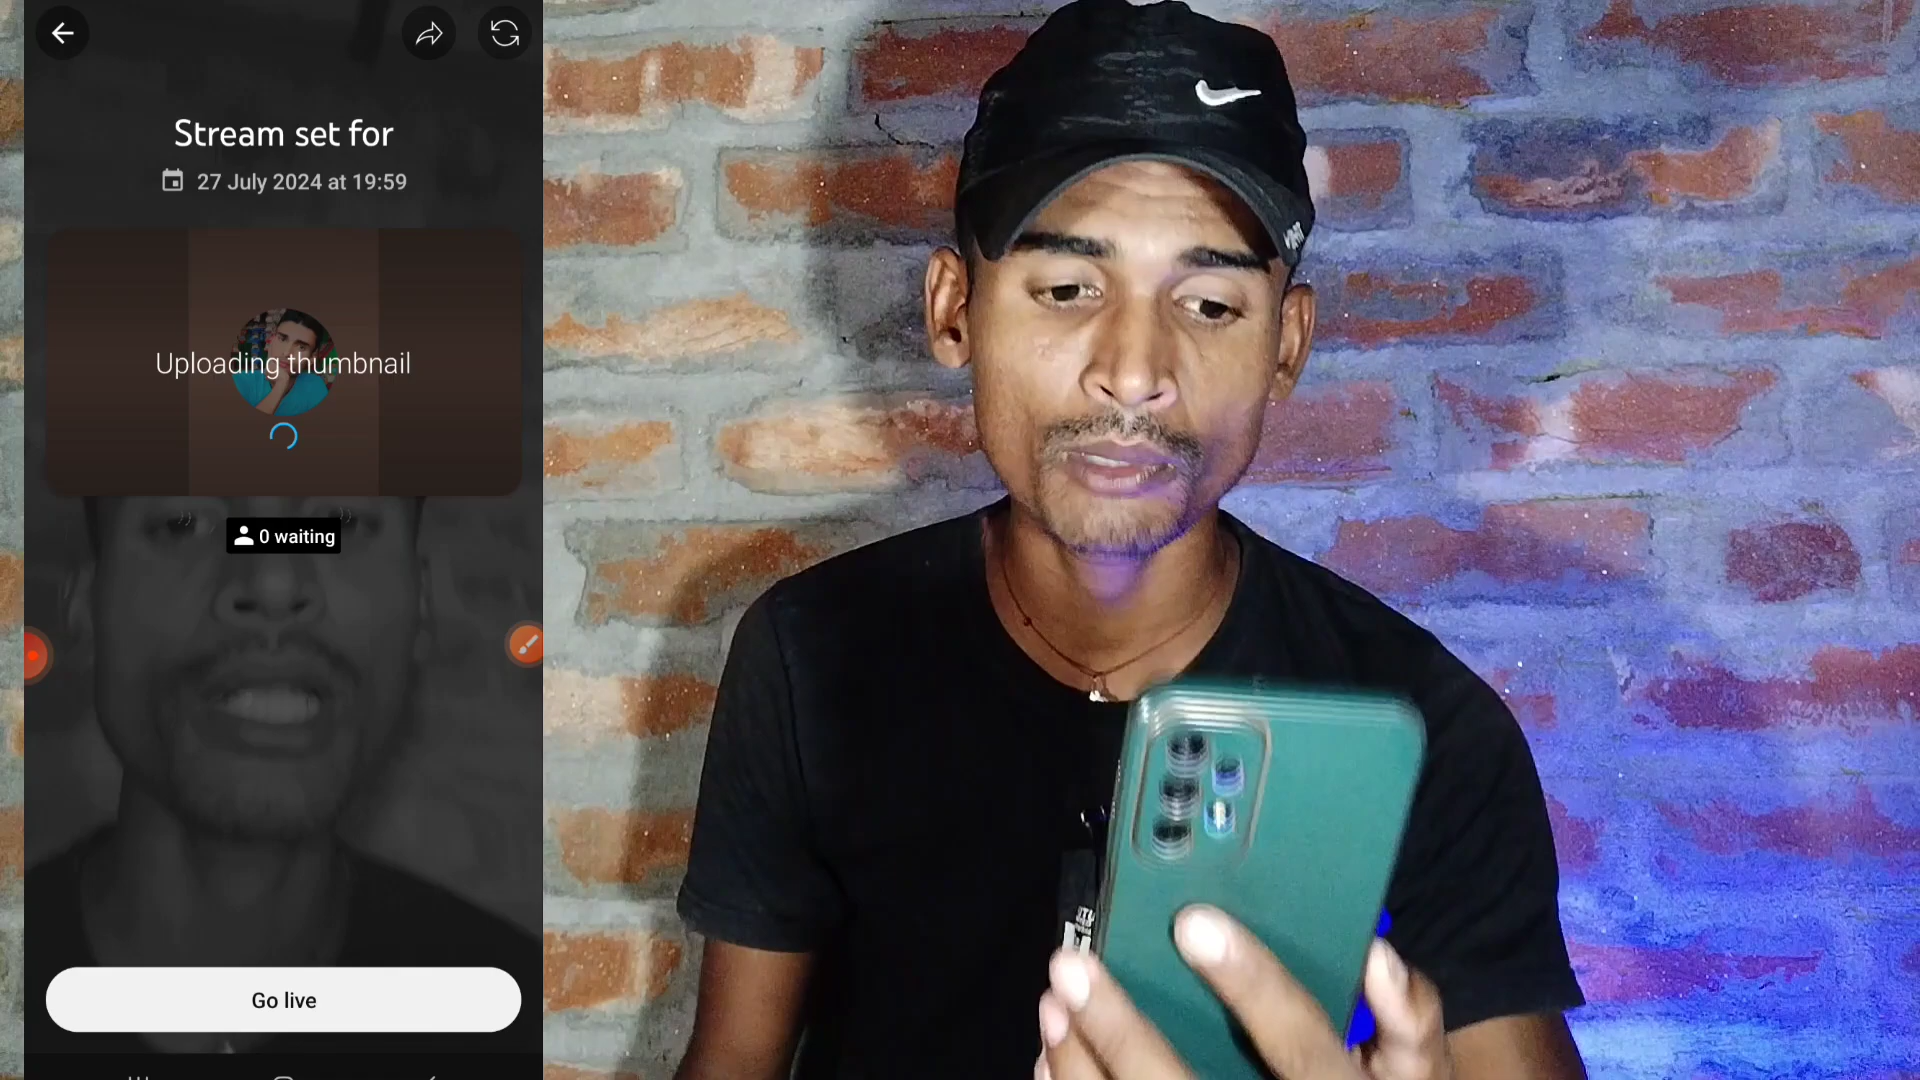 Stream set for
27 July 2024 at 19:59
Uploading thumbnail
0 waiting
Go live